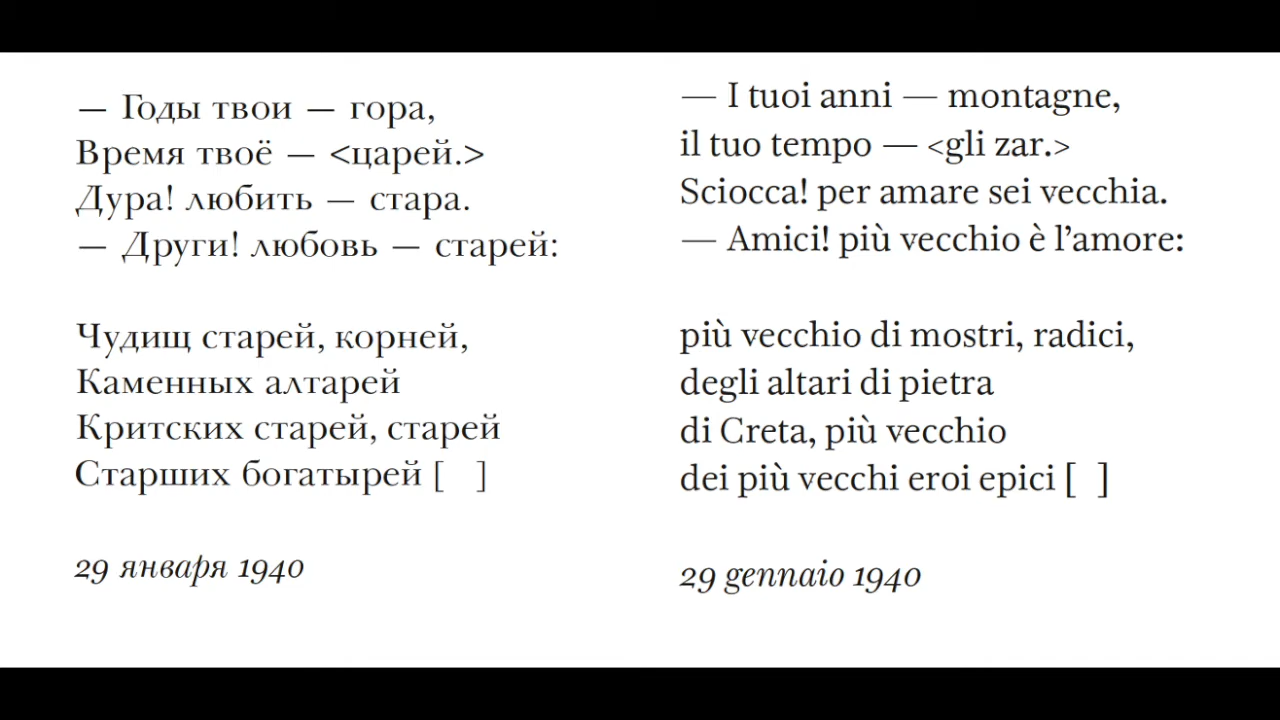 — Годы твои — гора,
Время твоё — <царей.>
Дура! любить — стара.
— Други! любовь — старей:
Чудищ старей, корней,
Каменных алтарей
Критских старей, старей
Старших богатырей [ ]
29 января 1940
— I tuoi anni — montagne,
il tuo tempo — <gli zar.>
Sciocca! per amare sei vecchia.
— Amici! più vecchio è l’amore:
più vecchio di mostri, radici,
degli altari di pietra
di Creta, più vecchio
dei più vecchi eroi epici [ ]
29 gennaio 1940